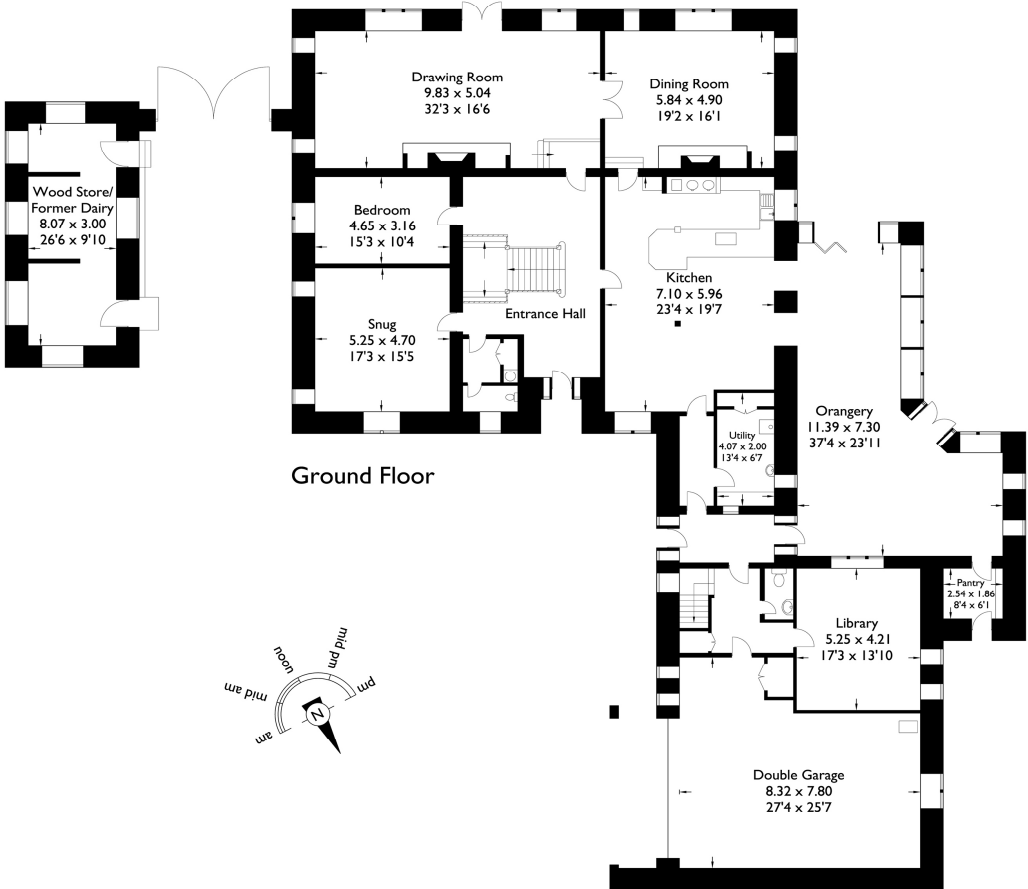 Drawing Room
9.83 x 5.04
32'3 x 16'6
Dining Room
5.84 x 4.90
19'2 x 16'1
Wood Store/
Former Dairy
8.07 x 3.00
26'6 x 9'10
Bedroom
4.65 x 3.16
15'3 x 10'4
Kitchen
7.10 x 5.96
23'4 x 19'7
Entrance Hall
Snug
5.25 x 4.70
17'3 x 15'5
Orangery
11.39 x 7.30
37'4 x 23'11
Utility
4.07 x 2.00
13'4 x 6'7
Ground Floor
Pantry
2.54 x 1.86
8'4 x 6'1
Library
5.25 x 4.21
17'3 x 13'10
am
mid am
noon
mid pm
pm
N
Double Garage
8.32 x 7.80
27'4 x 25'7